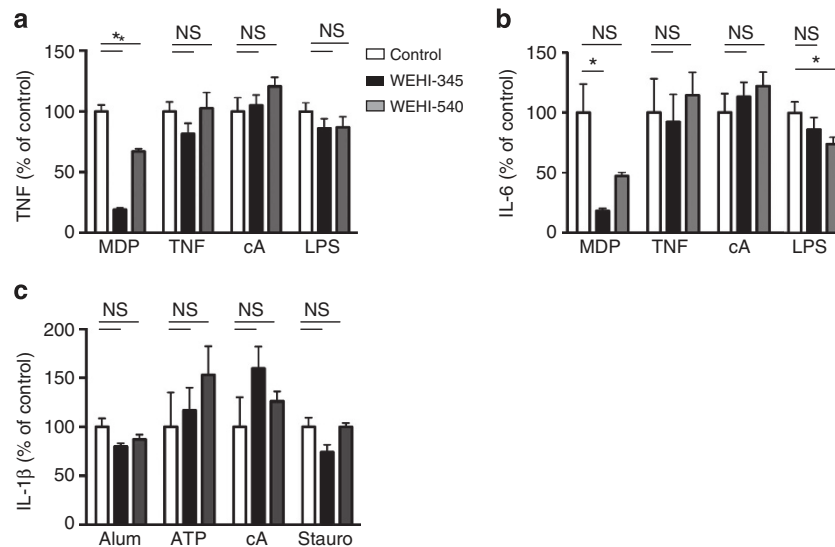 a
**
NS
NS
NS
150
100
50
0
TNF (% of control)
MDP
TNF
cA
LPS
Control
WEHI-345
WEHI-540
b
NS
*
NS
NS
NS
*
150
100
50
0
IL-6 (% of control)
MDP
TNF
cA
LPS
c
NS
NS
NS
NS
200
150
100
50
0
IL-1β (% of control)
Alum
ATP
cA
Stauro